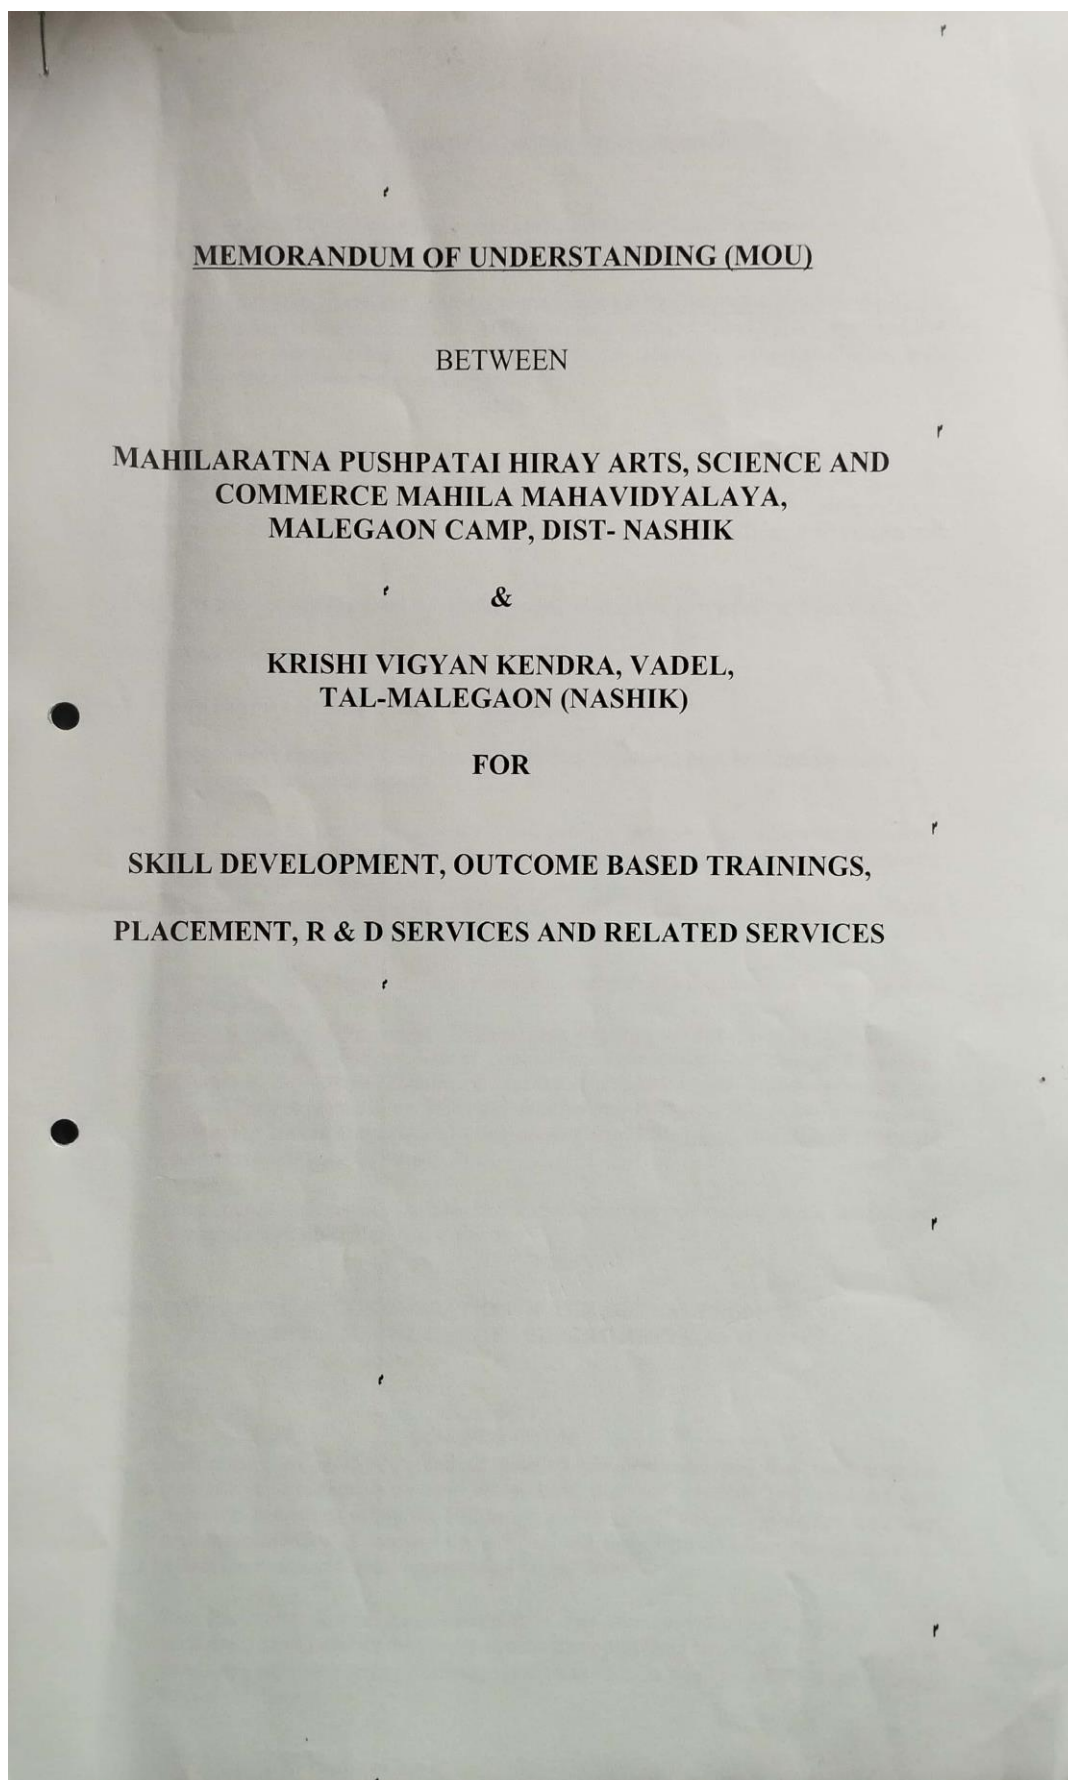 MEMORANDUM OF UNDERSTANDING (MOU)
BETWEEN
MAHILARATNA PUSHPATAI HIRAY ARTS, SCIENCE AND
COMMERCE MAHILA MAHAVIDYALAYA,
MALEGAON CAMP, DIST- NASHIK
&
KRISHI VIGYAN KENDRA, VADEL,
TAL-MALEGAON (NASHIK)
FOR
SKILL DEVELOPMENT, OUTCOME BASED TRAININGS,
PLACEMENT, R & D SERVICES AND RELATED SERVICES